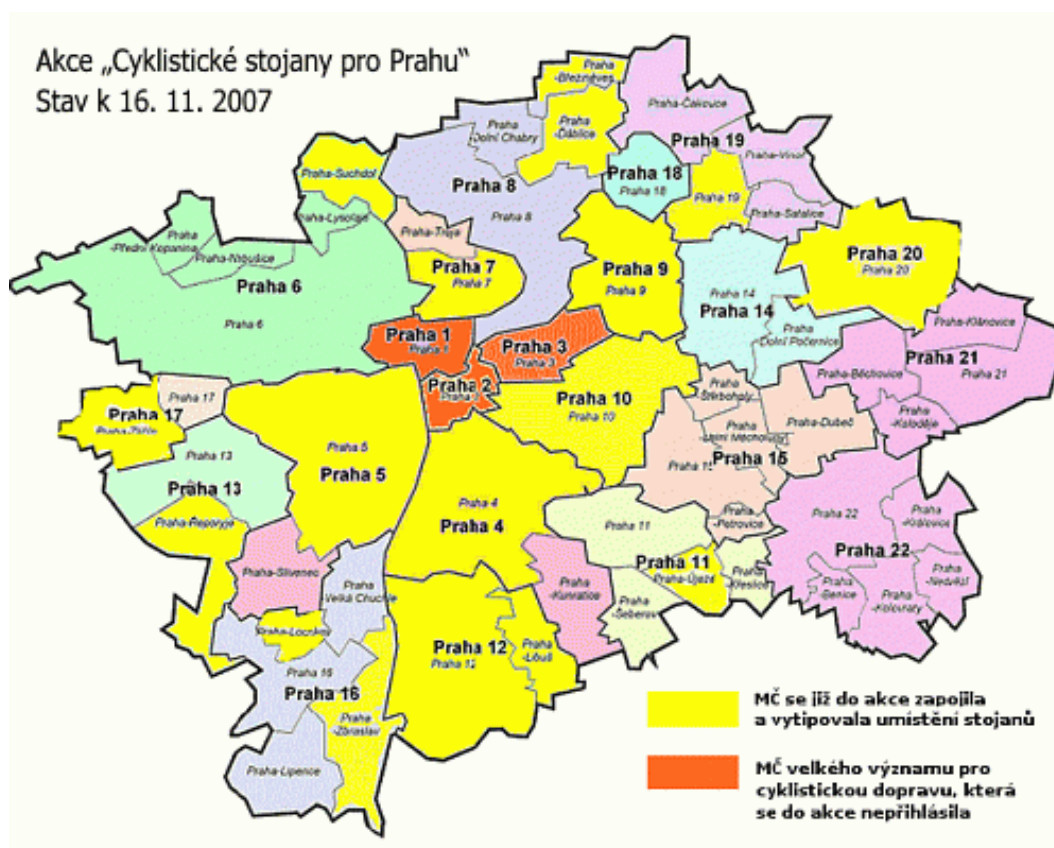 Akce „Cyklistické stojany pro Prahu“
Stav k 16. 11. 2007
Praha
-Březiněves
Praha-Čakovice
Praha
-Ďáblice
Praha
-Dolní Chabry
Praha 19
Praha-Vinoř
Praha-Suchdol
Praha 8
Praha 18
Praha 18
Praha 19
Praha 8
Praha-Lysolaje
Praha-Satalice
Praha-Troja
Praha
-Přední Kopanina
Praha-Nebušice
Praha 20
Praha 20
Praha 7
Praha 7
Praha 9
Praha 9
Praha 6
Praha 6
Praha 14
Praha 14
Praha-Klánovice
Praha 1
Praha 1
Praha 3
Praha 3
Praha
Dolní Počernice
Praha 21
Praha 21
Praha-Běchovice
Praha 2
Praha 2
Praha 10
Praha 10
Praha
Štěrboholy
Praha 17
Praha 17
Praha-Zličín
Praha-Koloděje
Praha-Dubeč
Praha
-Dolní Měcholupy
Praha 5
Praha 5
Praha 13
Praha 13
Praha 15
Praha 15
Praha 4
Praha 4
Praha
-Petrovice
Praha 22
Praha-Královice
Praha-Řeporyje
Praha 11
Praha 11
Praha-Újezd
Praha 22
Praha-Slivenec
Praha
-Kunratice
Praha
-Křeslice
Praha
-Nedvězí
Praha
Velká Chuchle
Praha
-Šeberov
Praha
-Benice
Praha
-Kolovraty
Praha-Lochkov
Praha 12
Praha 12
Praha
-Libuš
Praha 16
Praha 16
Praha
-Zbraslav
Praha-Lipence
MČ se již do akce zapojila
a vytipovala umístění stojanů
MČ velkého významu pro
cyklistickou dopravu, která
se do akce nepřihlásila